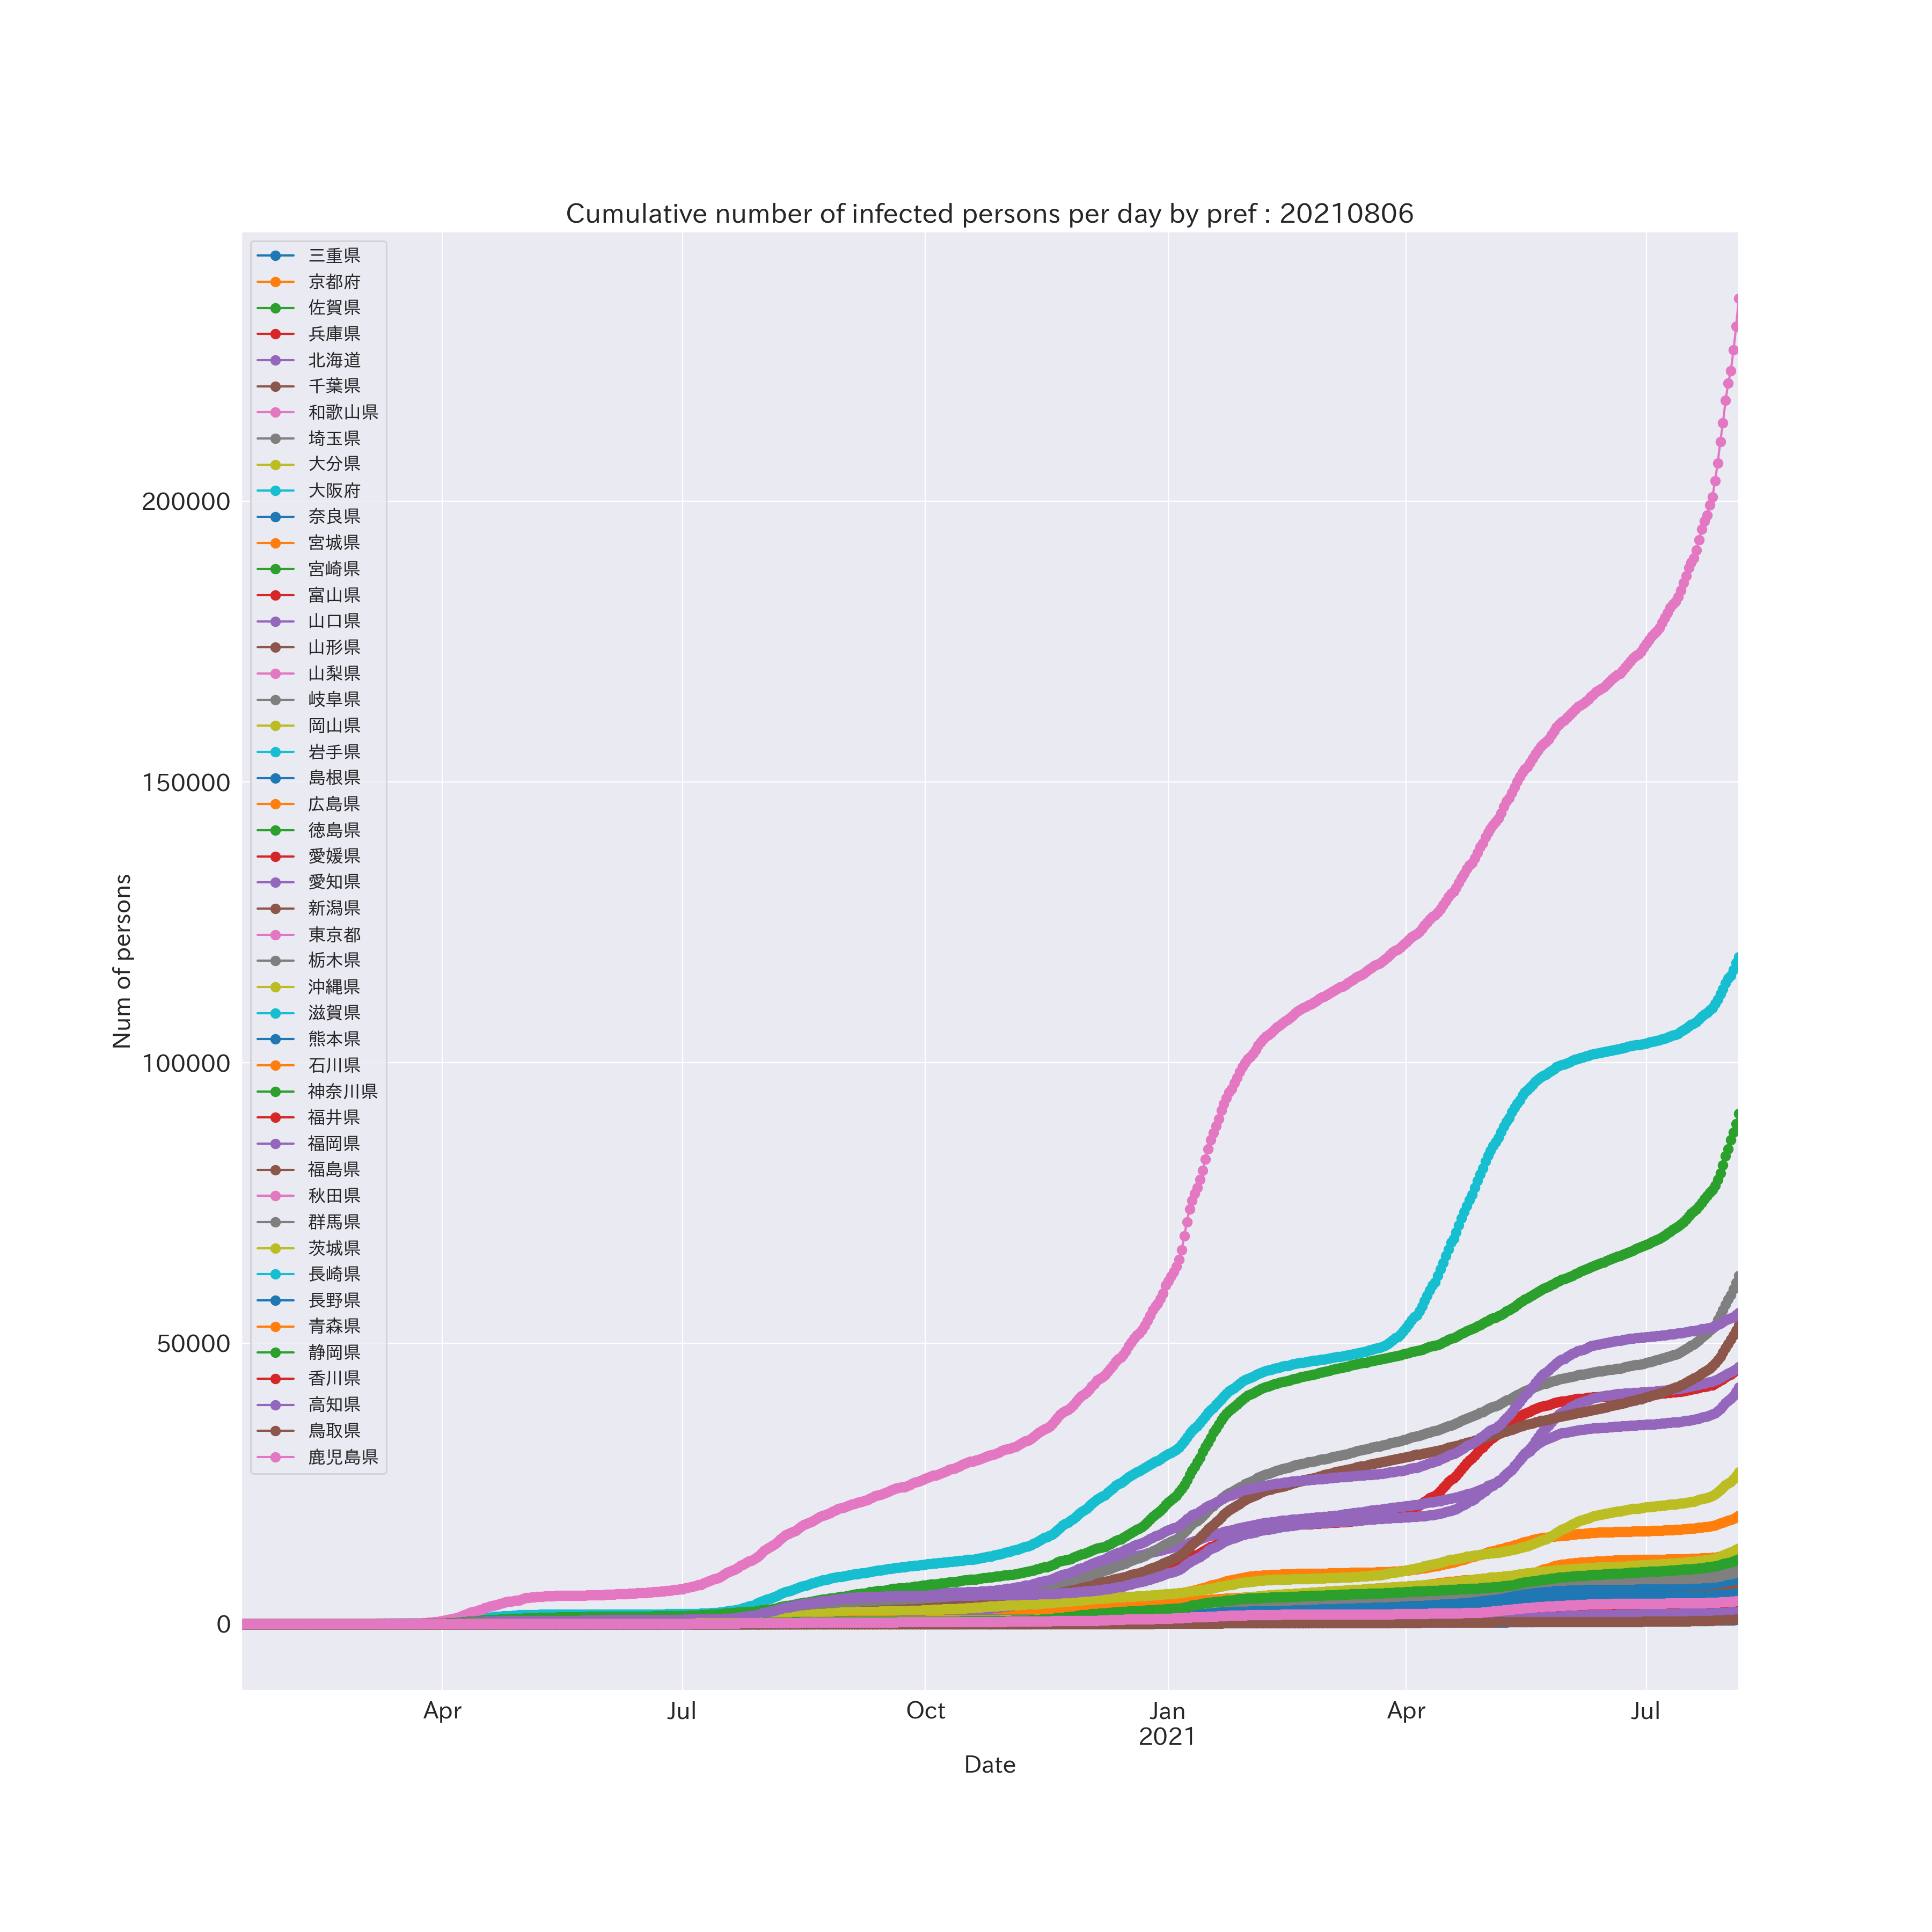 Cumulative number of infected persons per day by pref : 20210806
三重県
京都府
佐賀県
兵庫県
北海道
千葉県
和歌山県
埼玉県
大分県
大阪府
奈良県
宮城県
宮崎県
富山県
山口県
山形県
山梨県
岐阜県
岡山県
岩手県
島根県
広島県
徳島県
愛媛県
愛知県
新潟県
東京都
栃木県
沖縄県
滋賀県
熊本県
石川県
神奈川県
福井県
福岡県
福島県
秋田県
群馬県
茨城県
長崎県
長野県
青森県
静岡県
香川県
高知県
鳥取県
鹿児島県
200000
150000
100000
50000
0
Num of persons
Apr
Jul
Oct
Jan
2021
Apr
Jul
Date